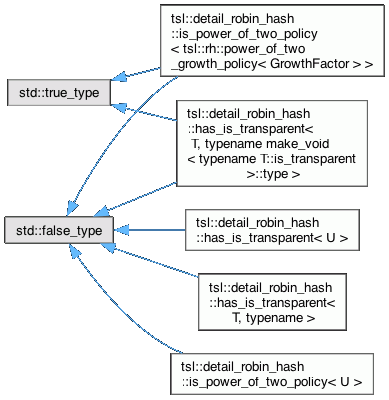 tsl::detail_robin_hash
::is_power_of_two_policy
< tsl::rh::power_of_two
_growth_policy< GrowthFactor > >
std::true_type
tsl::detail_robin_hash
::has_is_transparent<
T, typename make_void
< typename T::is_transparent
>::type >
std::false_type
tsl::detail_robin_hash
::has_is_transparent< U >
tsl::detail_robin_hash
::has_is_transparent<
T, typename >
tsl::detail_robin_hash
::is_power_of_two_policy< U >